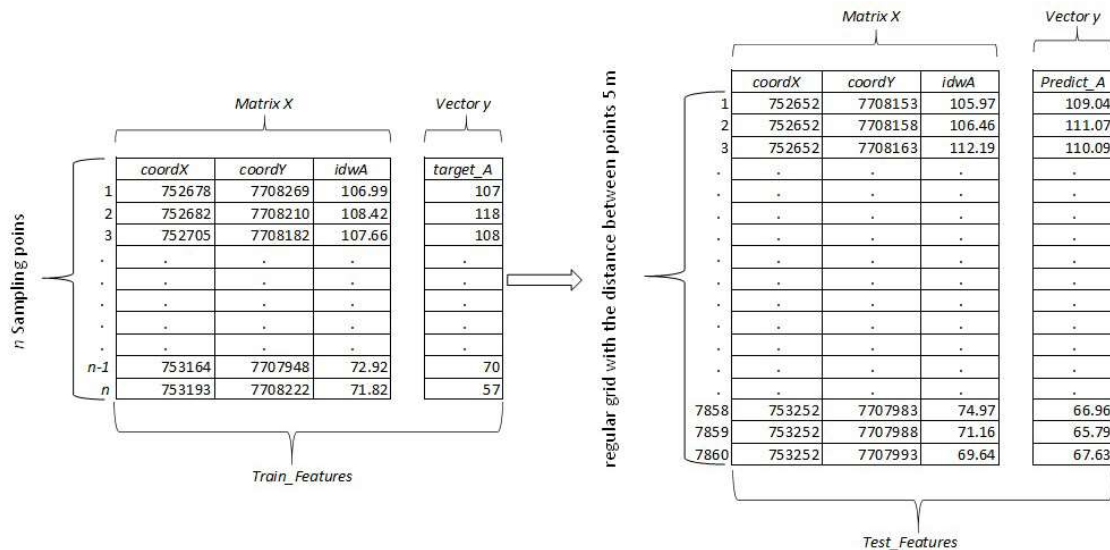 Matrix X
Vector y
n Sampling poins
coordX coordY idwA target_A
1 752678 7708269 106.99 107
2 752682 7708210 108.42 118
3 752705 7708182 107.66 108
. . . . .
. . . . .
. . . . .
. . . . .
. . . . .
n-1 753164 7707948 72.92 70
n 753193 7708222 71.82 57
Train_Features
Matrix X
Vector y
regular grid with the distance between points 5 m
coordX coordY idwA Predict_A
1 752652 7708153 105.97 109.04
2 752652 7708158 106.46 111.07
3 752652 7708163 112.19 110.09
. . . . .
. . . . .
. . . . .
. . . . .
. . . . .
. . . . .
. . . . .
. . . . .
. . . . .
. . . . .
. . . . .
7858 753252 7707983 74.97 66.96
7859 753252 7707988 71.16 65.79
7860 753252 7707993 69.64 67.63
Test_Features